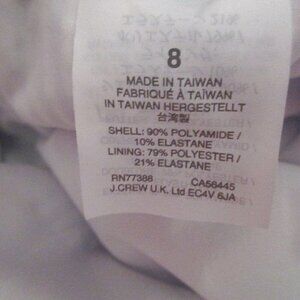 8
MADE IN TAIWAN
FABRIQUÉ À TAÏWAN
IN TAIWAN HERGESTELLT
台湾製
SHELL: 90% POLYAMIDE /
10% ELASTANE
LINING: 79% POLYESTER /
21% ELASTANE
RN77388 CA56445
J.CREW U.K. Ltd EC4V 6JA